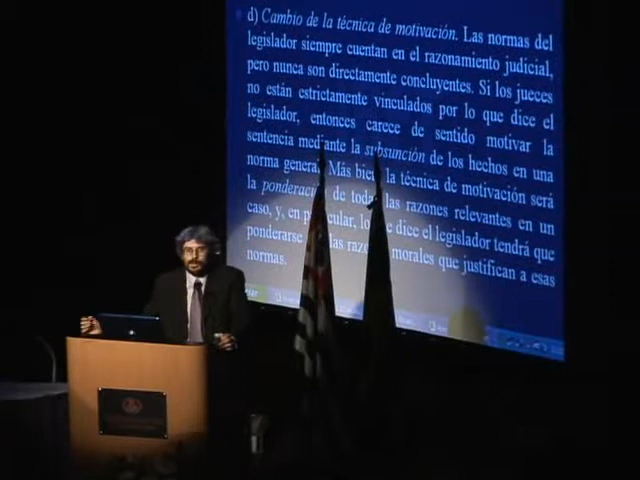 d) Cambio de la técnica de motivación. Las normas del
legislador siempre cuentan en el razonamiento judicial,
pero nunca son directamente concluyentes. Si los jueces
no están estrictamente vinculados por lo que dice el
legislador, entonces carece de sentido motivar la
sentencia mediante la subsunción de los hechos en una
norma general. Más bien la técnica de motivación será
la ponderación de todas las razones relevantes en un
caso, y, en particular, lo que dice el legislador tendrá que
ponderarse las razones morales que justifican a esas
normas.